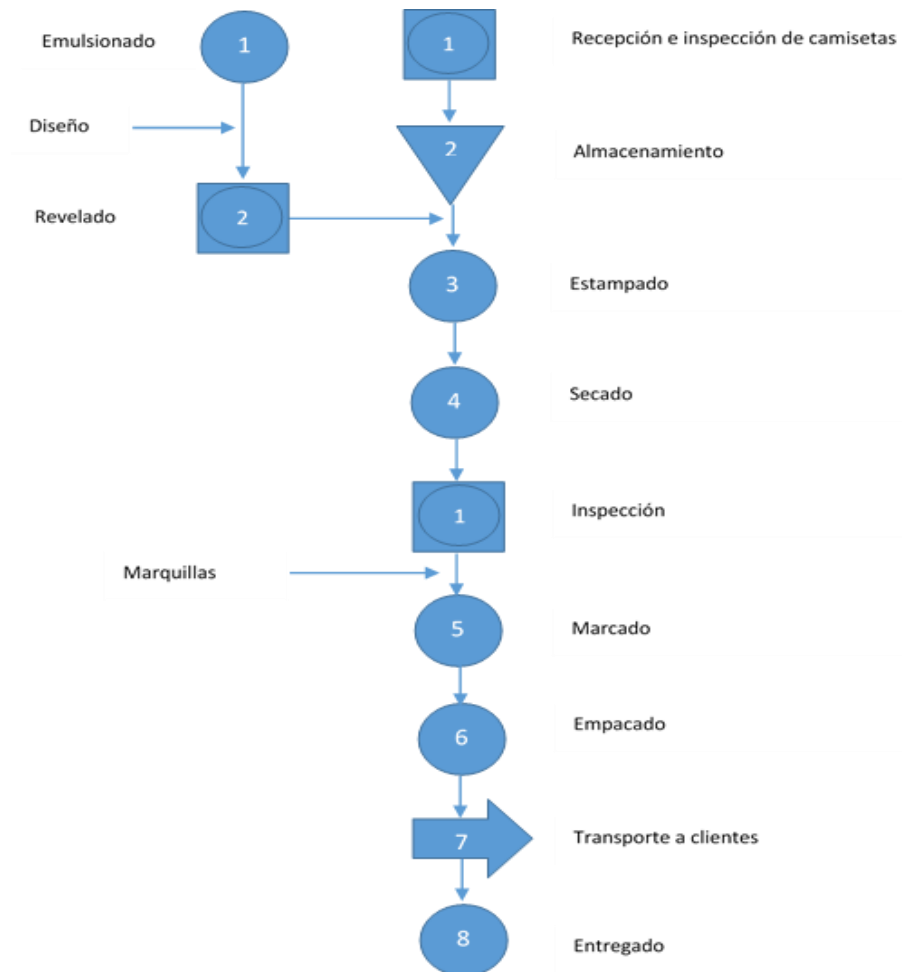 Emulsionado
1
1
Recepción e inspección de camisetas
Diseño
2
Almacenamiento
Revelado
2
3
Estampado
4
Secado
1
Inspección
Marquillas
5
Marcado
6
Empacado
7
Transporte a clientes
8
Entregado